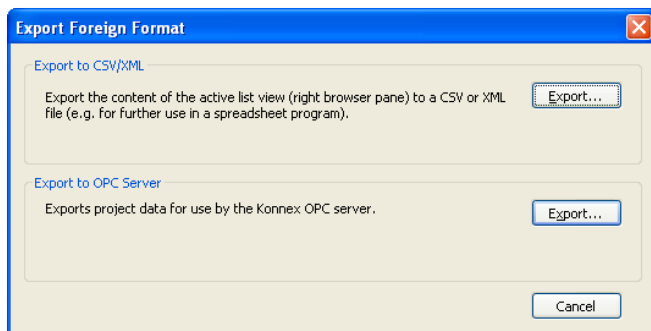 Export Foreign Format
Export to CSV/XML
Export the content of the active list view (right browser pane) to a CSV or XML
file (e.g. for further use in a spreadsheet program).
Export...
Export to OPC Server
Exports project data for use by the Konnex OPC server.
Export...
Cancel